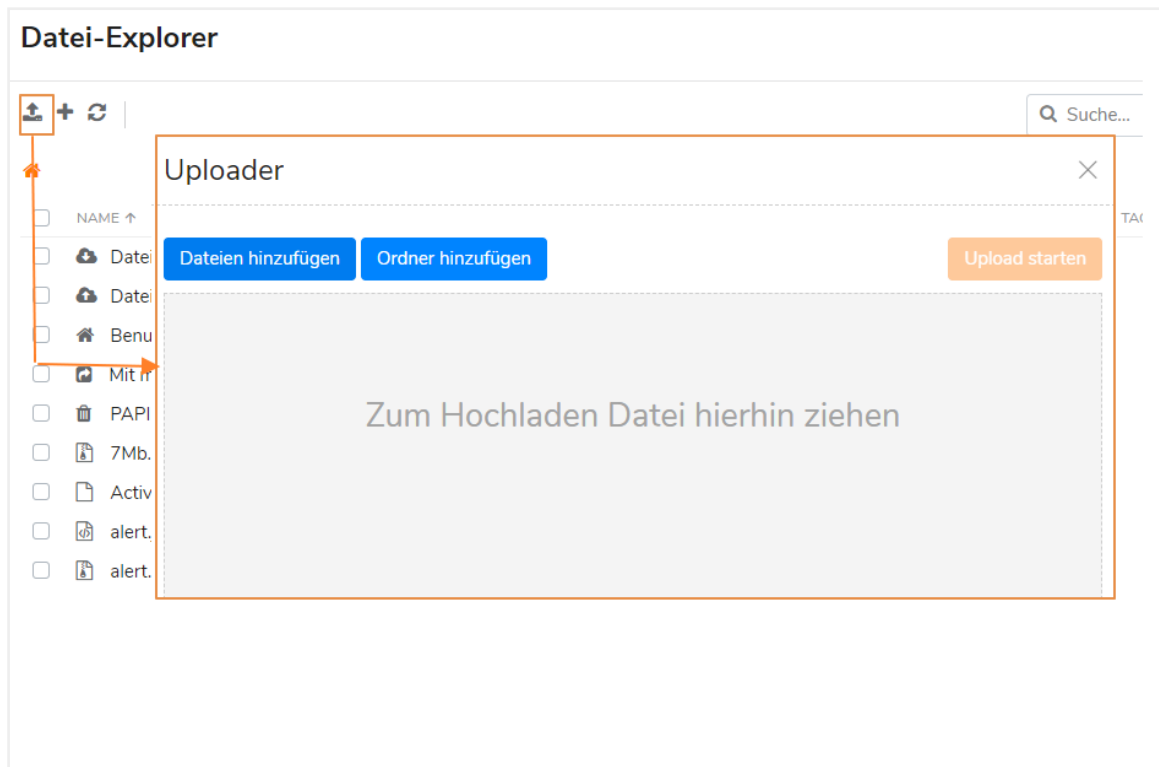 Datei-Explorer
Suche...
Uploader
NAME
Dateien hinzufügen
Ordner hinzufügen
Upload starten
Datei
Datei
Benu
Mit
PAPI
7Mb.
Activ
alert.
alert.
Zum Hochladen Datei hierhin ziehen